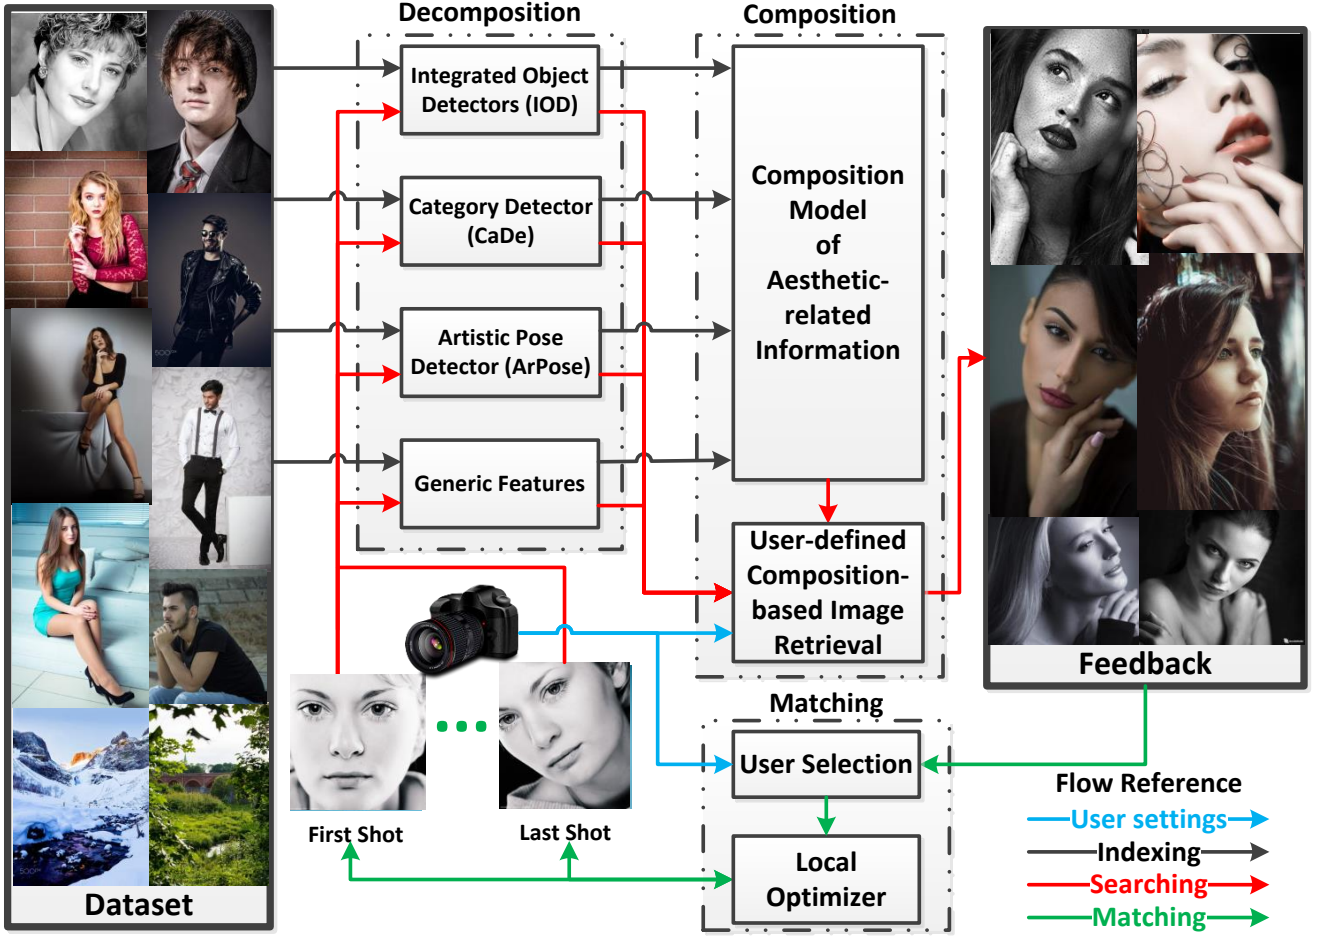 Decomposition
Composition
Integrated Object
Detectors (IOD)
Category Detector
(CaDe)
Artistic Pose
Detector (ArPose)
Generic Features
Composition
Model
of
Aesthetic-
related
Information
User-defined
Composition-
based Image
Retrieval
Feedback
Matching
User Selection
Local
Optimizer
First Shot
Last Shot
Dataset
Flow Reference
User settings
Indexing
Searching
Matching